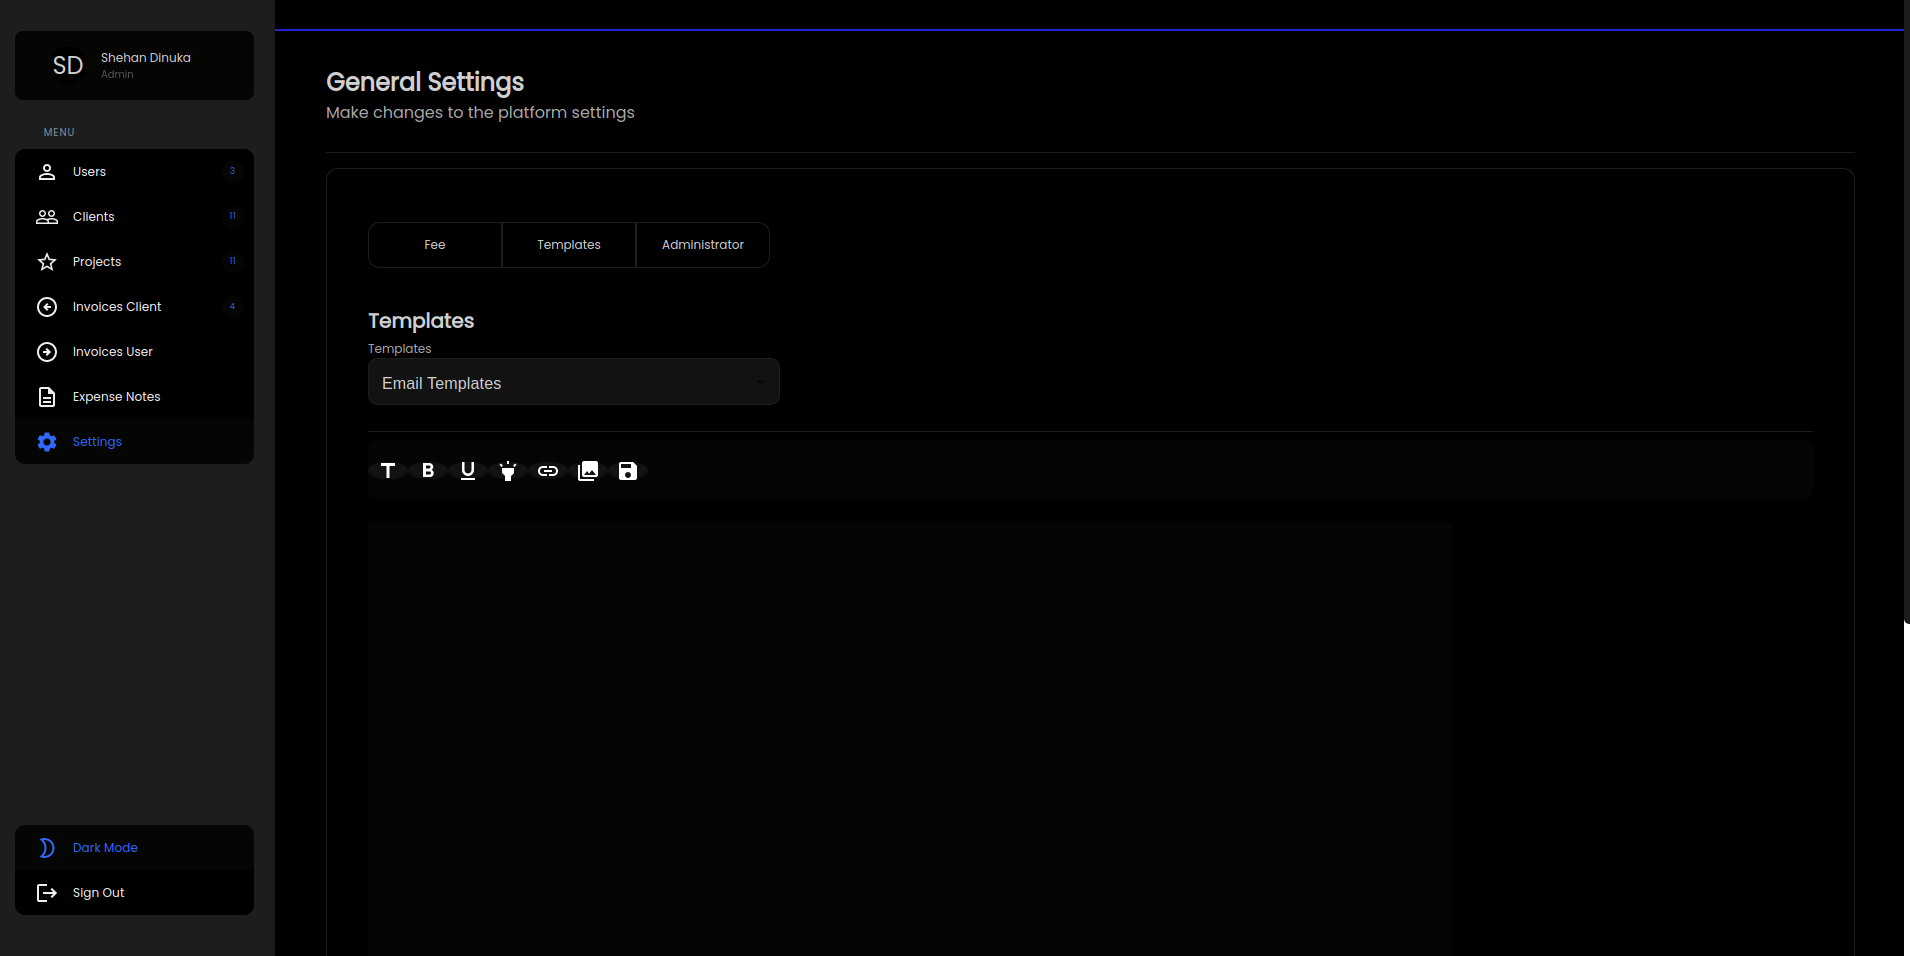 SD
Shehan Dinuka
Admin
MENU
Users 3
Clients 11
Projects 11
Invoices Client 4
Invoices User
Expense Notes
Settings
Dark Mode
Sign Out
General Settings
Make changes to the platform settings
Fee Templates Administrator
Templates
Templates
Email Templates
T B U